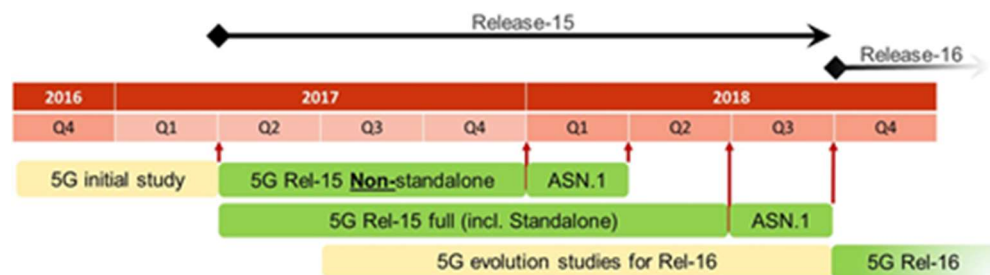 Release-15
Release-16
2016 2017 2018
Q4 Q1 Q2 Q3 Q4 Q1 Q2 Q3 Q4
5G initial study 5G Rel-15 Non-standalone ASN.1
5G Rel-15 full (incl. Standalone) ASN.1
5G evolution studies for Rel-16 5G Rel-16